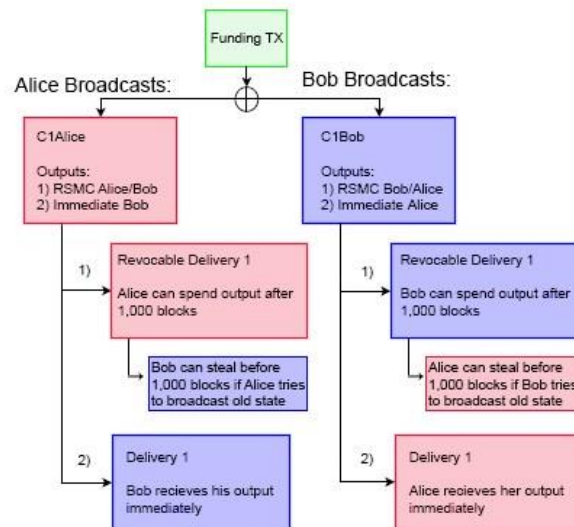 Funding TX
Alice Broadcasts:
Bob Broadcasts:
C1Alice
Outputs:
1) RSMC Alice/Bob
2) Immediate Bob
C1Bob
Outputs:
1) RSMC Bob/Alice
2) Immediate Alice
1)
Revocable Delivery 1
Alice can spend output after
1,000 blocks
Bob can steal before
1,000 blocks if Alice tries
to broadcast old state
2)
Delivery 1
Bob recieves his output
immediately
1)
Revocable Delivery 1
Bob can spend output after
1,000 blocks
Alice can steal before
1,000 blocks if Bob tries
to broadcast old state
2)
Delivery 1
Alice recieves her output
immediately